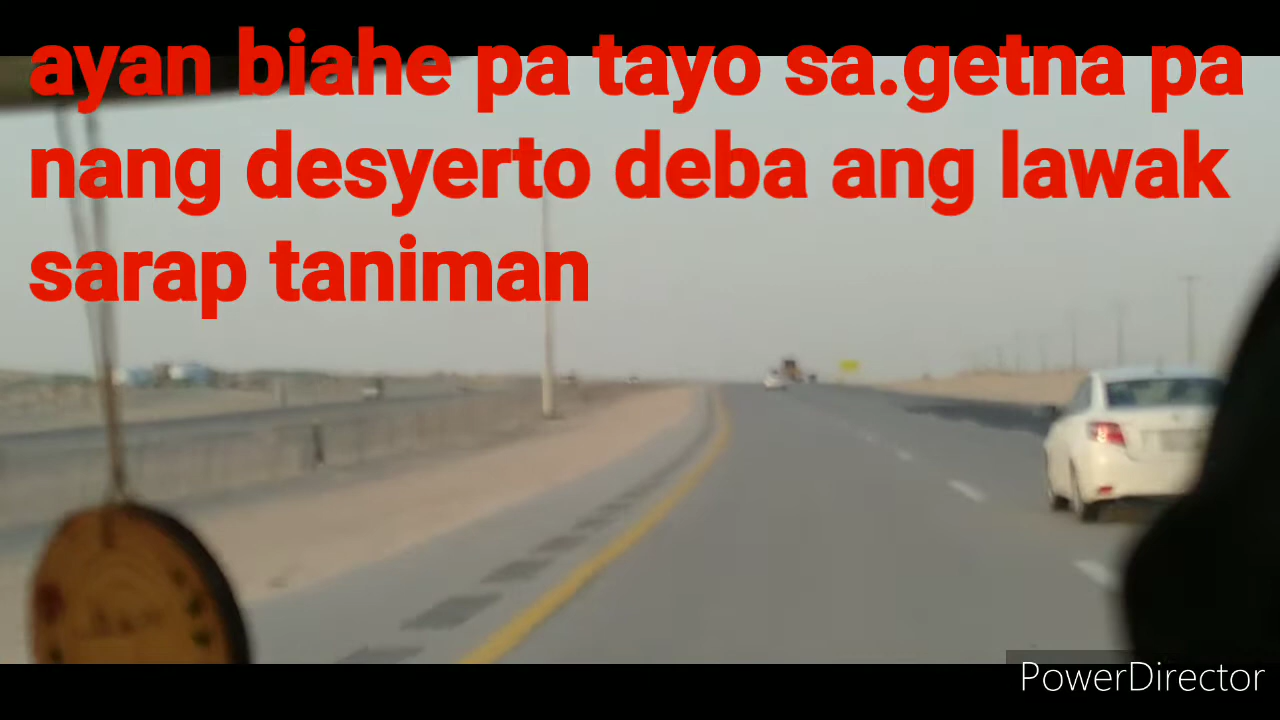 ayan biahe pa tayo sa.getna pa
nang desyerto deba ang lawak
sarap taniman
PowerDirector